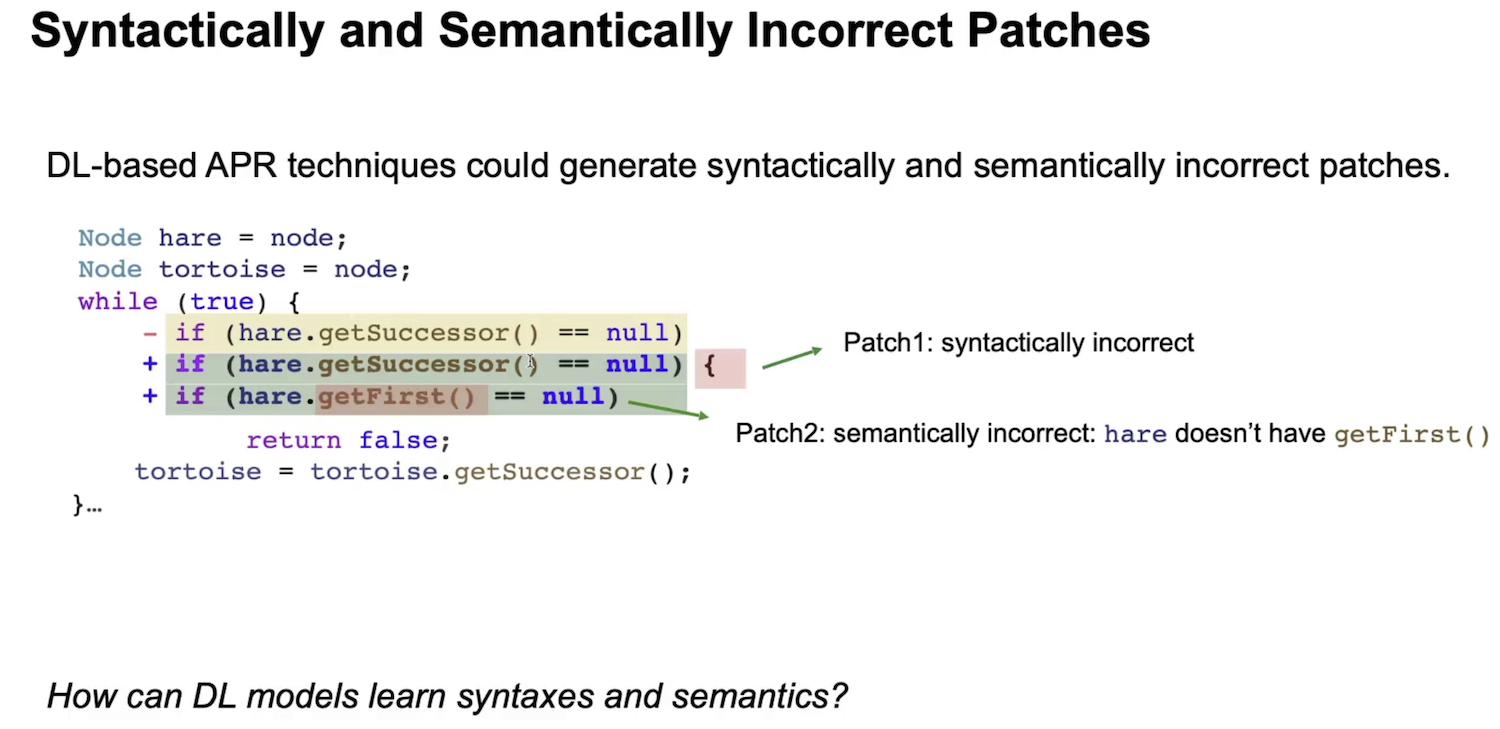 Syntactically and Semantically Incorrect Patches
DL-based APR techniques could generate syntactically and semantically incorrect patches.
Node hare = node;
Node tortoise = node;
while (true) {
- if (hare.getSuccessor() == null)
+ if (hare.getSuccessor() == null) {
+ if (hare.getFirst() == null)
return false;
tortoise = tortoise.getSuccessor();
}…
Patch1: syntactically incorrect
Patch2: semantically incorrect: hare doesn’t have getFirst()
How can DL models learn syntaxes and semantics?